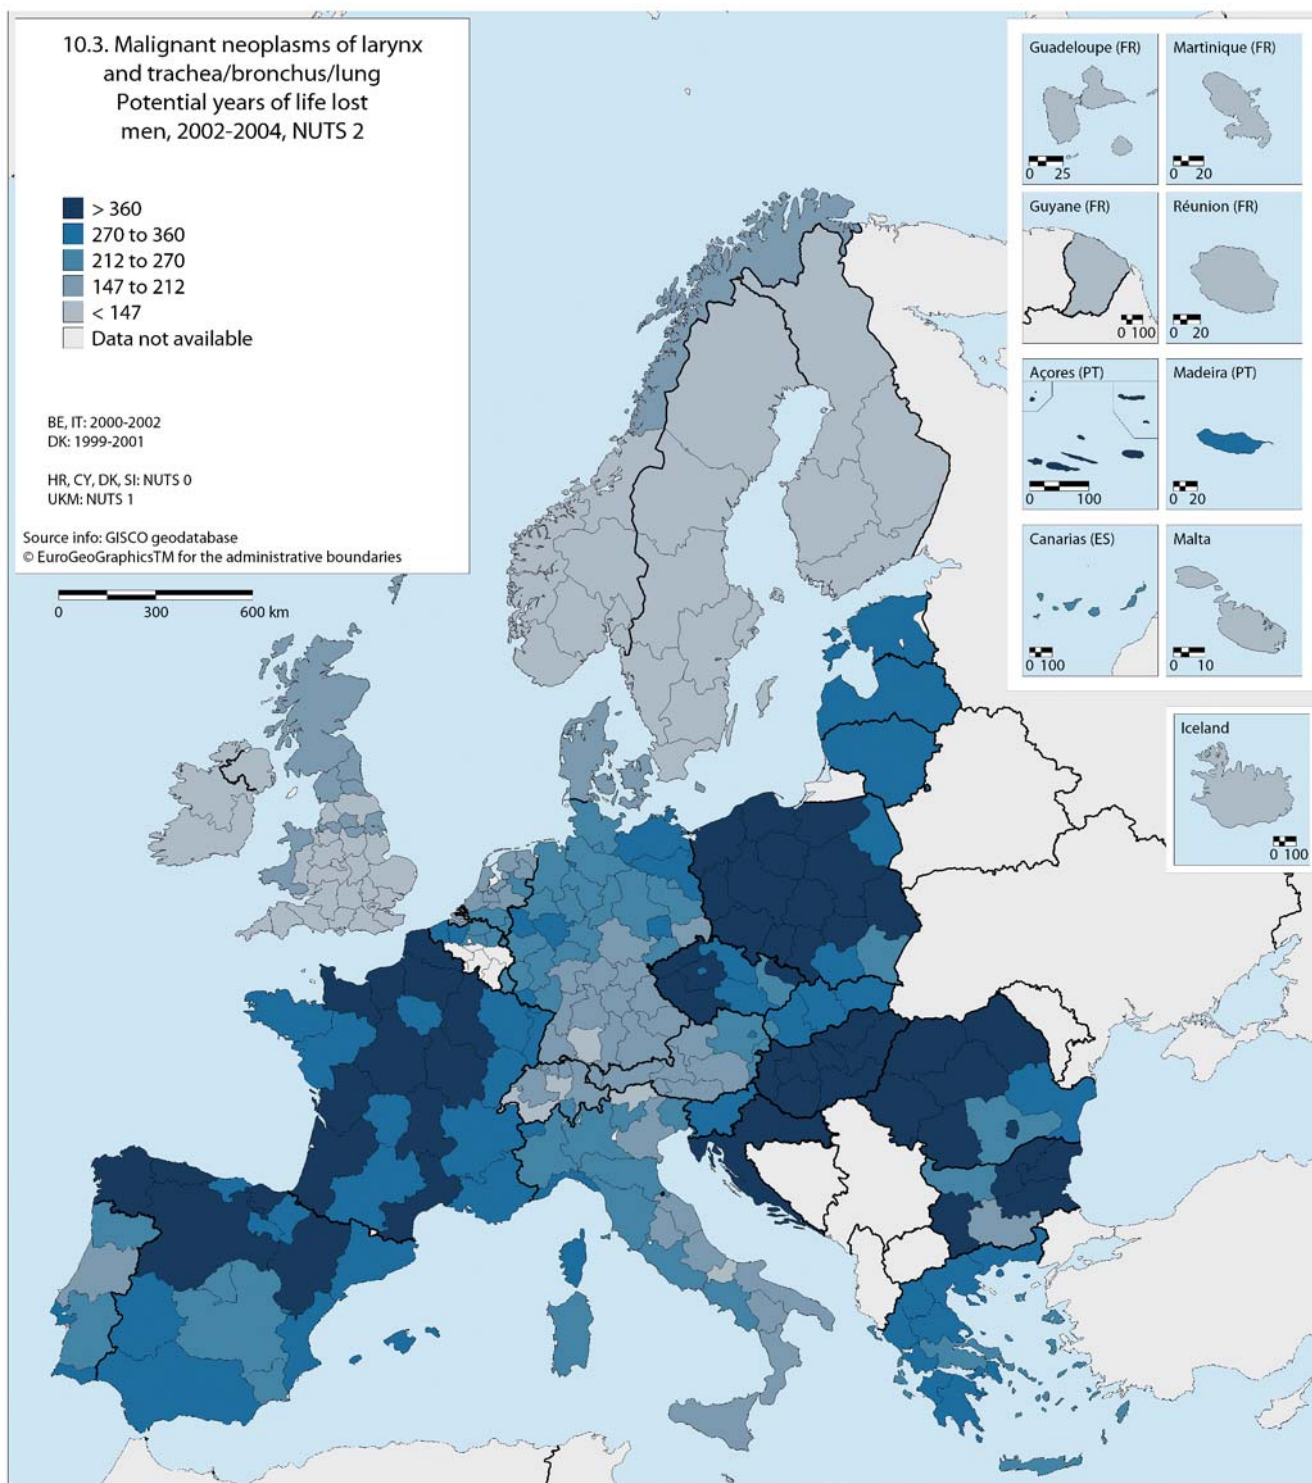 10.3. Malignant neoplasms of larynx
and trachea/bronchus/lung
Potential years of life lost
men, 2002-2004, NUTS 2
> 360
270 to 360
212 to 270
147 to 212
< 147
Data not available
BE, IT: 2000-2002
DK: 1999-2001
HR, CY, DK, SI: NUTS 0
UKM: NUTS 1
Source info: GISCO geodatabase
© EuroGeoGraphicsTM for the administrative boundaries
0 300 600 km
Guadeloupe (FR)
0 25
Martinique (FR)
0 20
Guyane (FR)
0 100
Réunion (FR)
0 20
Açores (PT)
0 100
Madeira (PT)
0 20
Canarias (ES)
0 100
Malta
0 10
Iceland
0 100